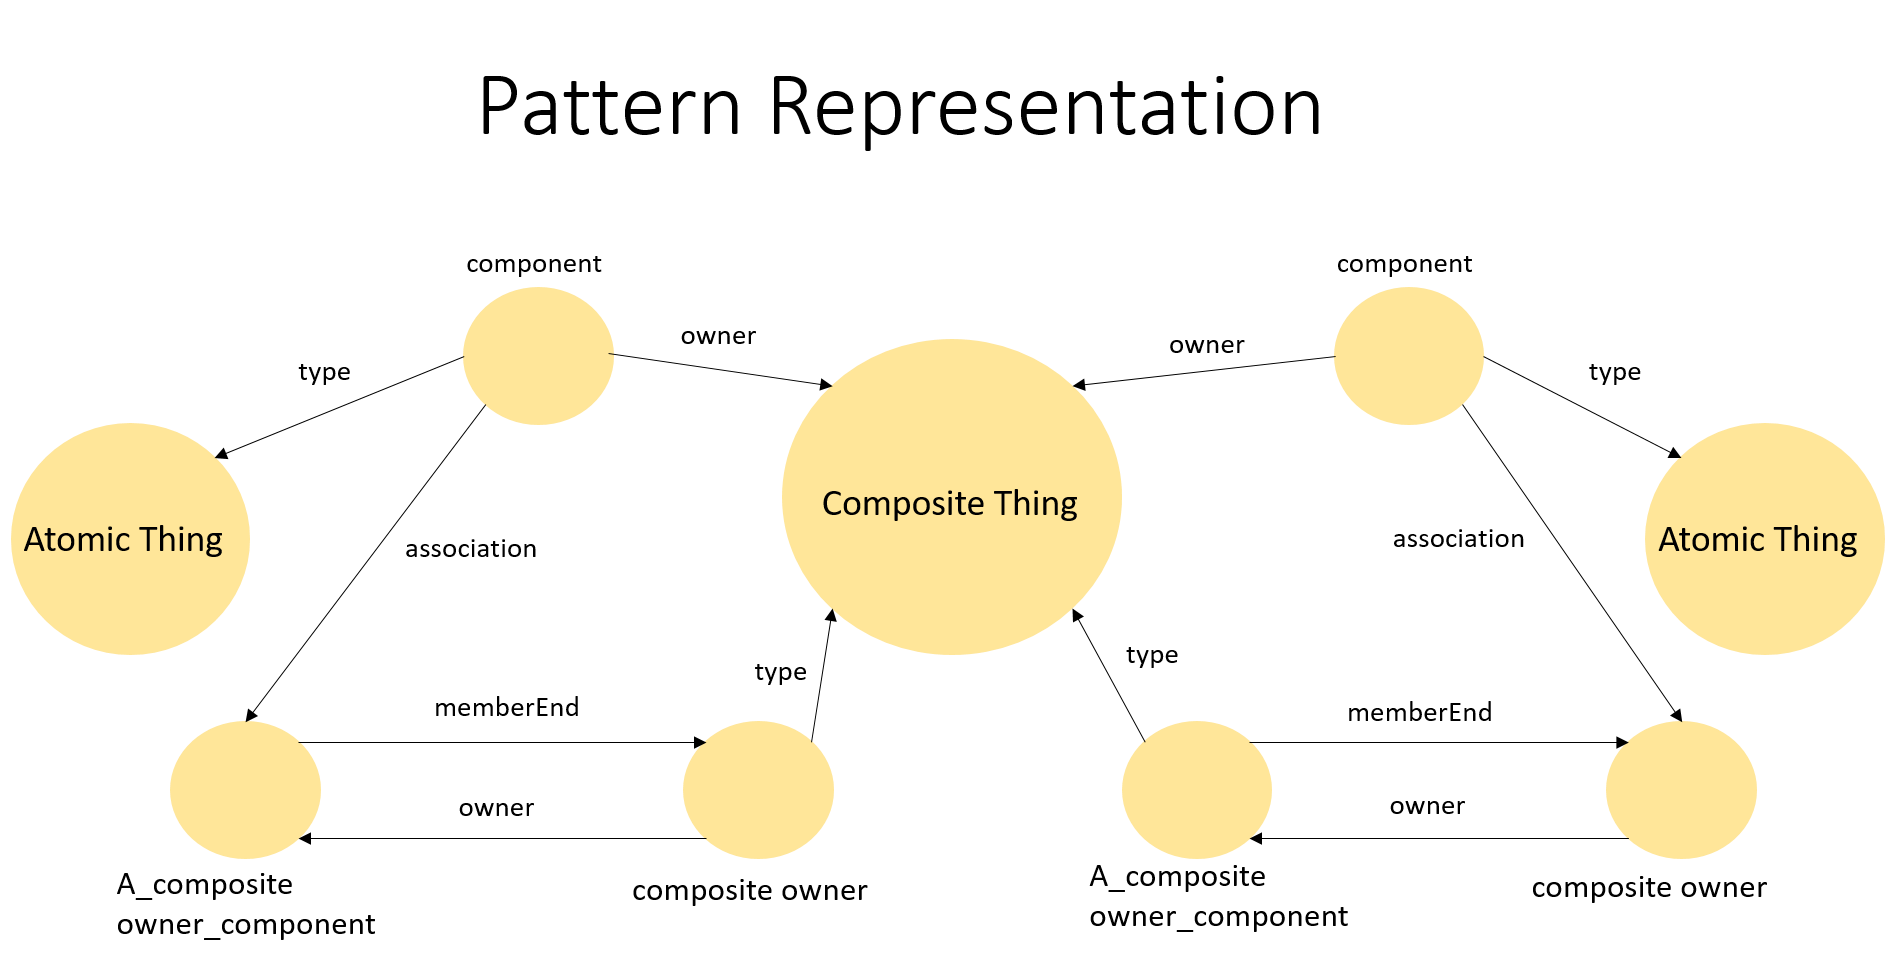 Pattern Representation
component
component
owner
owner
type
type
Composite Thing
Atomic Thing
Atomic Thing
association
association
type
type
memberEnd
memberEnd
owner
owner
A_composite
owner_component
composite owner
A_composite
owner_component
composite owner